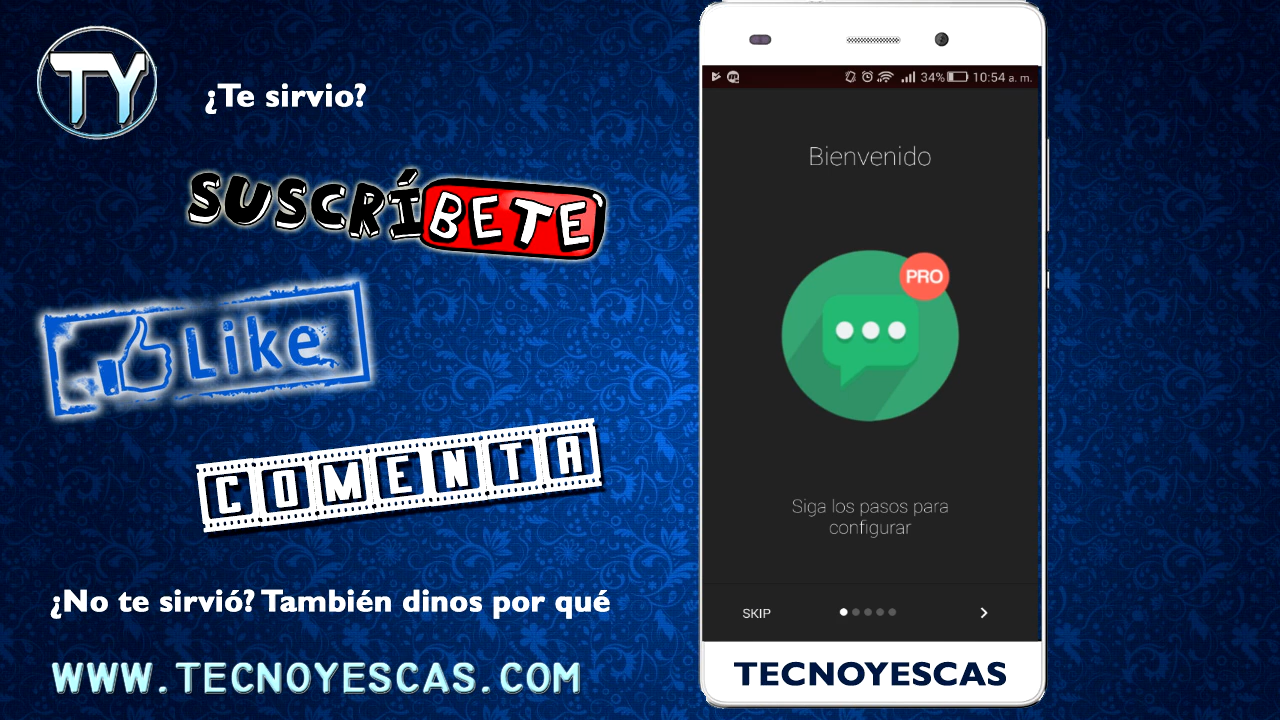 TY
¿Te sirvio?
SUSCRÍBETE
Like
COMENTA
¿No te sirvió? También dinos por qué
WWW.TECNOYESCAS.COM
34% 10:54 a. m.
Bienvenido
PRO
Siga los pasos para
configurar
SKIP
TECNOYESCAS